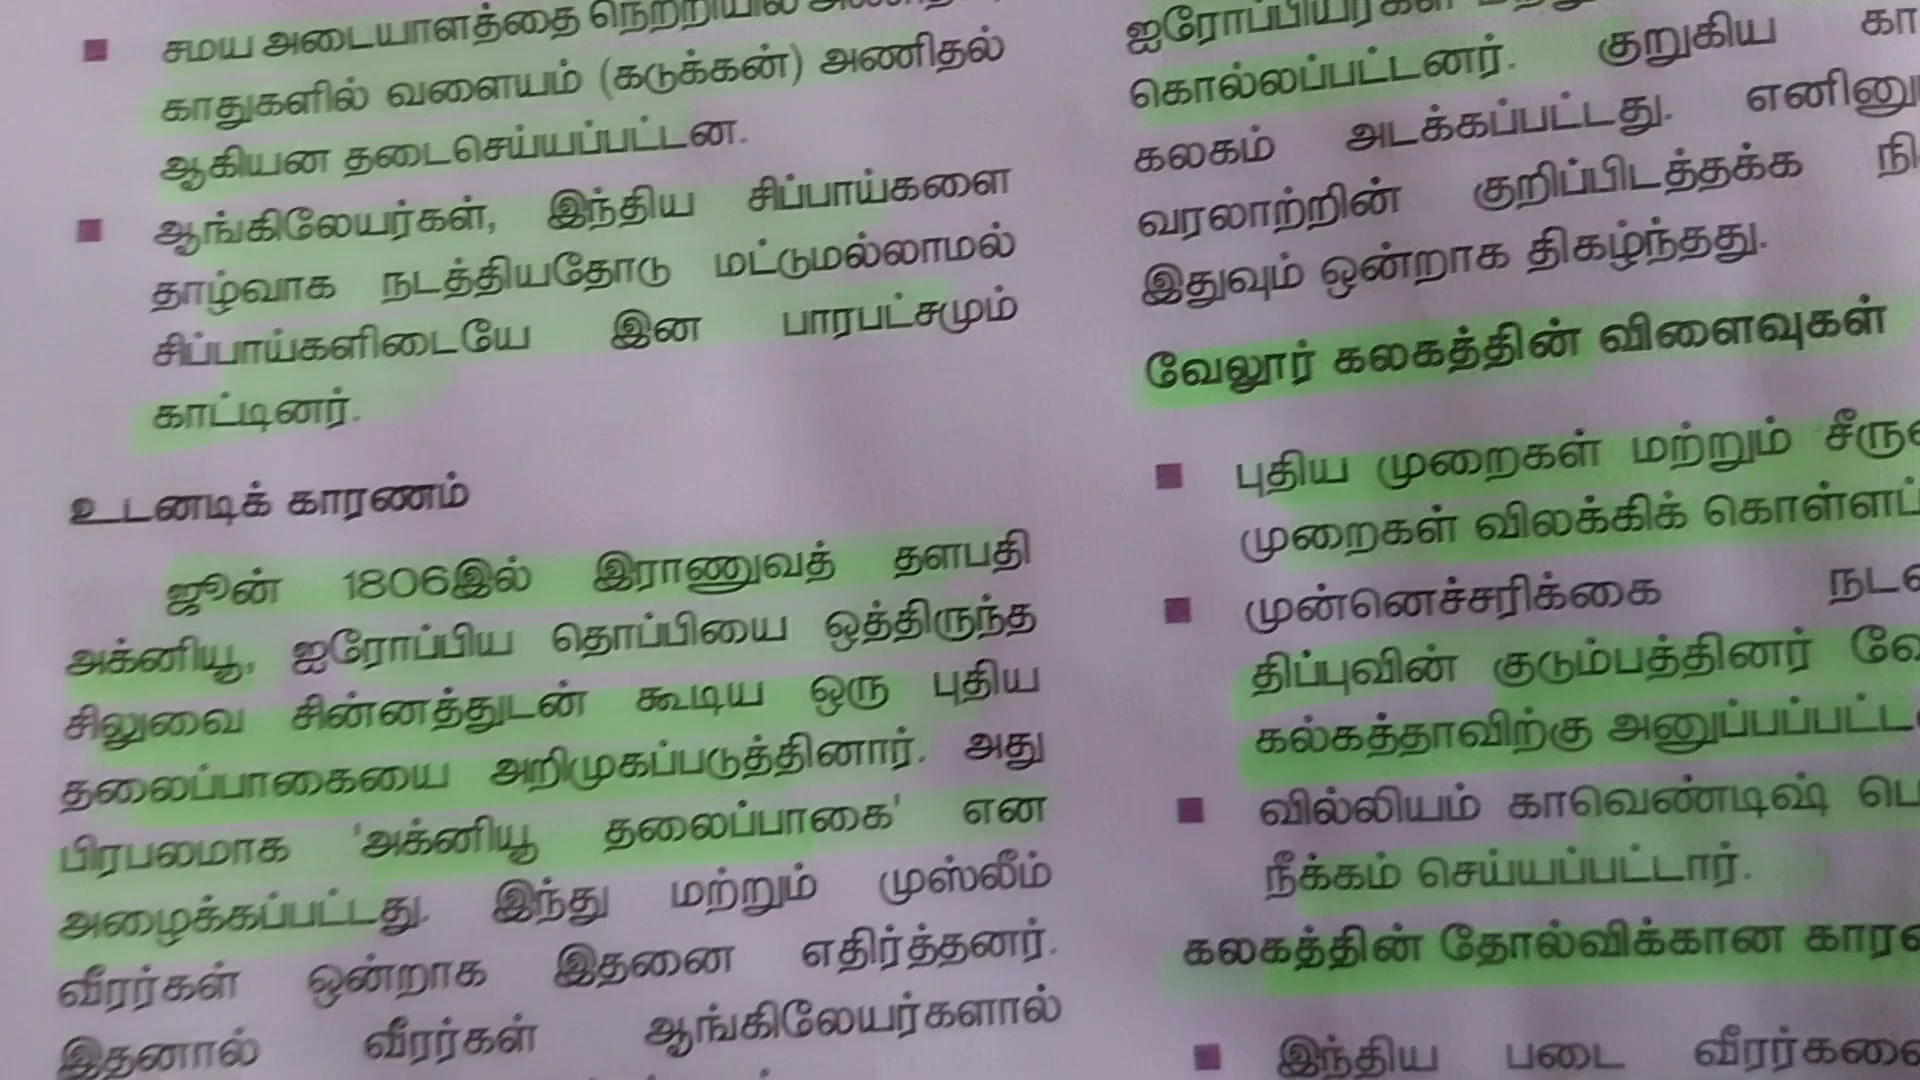 சமய அடையாளத்தை நெற்றியில்
காதுகளில் வளையம் (கடுக்கன்) அணிதல்
ஆகியன தடைசெய்யப்பட்டன.
ஆங்கிலேயர்கள், இந்திய சிப்பாய்களை
தாழ்வாக நடத்தியதோடு மட்டுமல்லாமல்
சிப்பாய்களிடையே இன பாரபட்சமும்
காட்டினர்.
உடனடிக் காரணம்
ஜூன் 1806இல் இராணுவத் தளபதி
அக்னியூ, ஐரோப்பிய தொப்பியை ஒத்திருந்த
சிலுவை சின்னத்துடன் கூடிய ஒரு புதிய
தலைப்பாகையை அறிமுகப்படுத்தினார். அது
பிரபலமாக 'அக்னியூ தலைப்பாகை' என
அழைக்கப்பட்டது. இந்து மற்றும் முஸ்லீம்
வீரர்கள் ஒன்றாக இதனை எதிர்த்தனர்.
இதனால் வீரர்கள் ஆங்கிலேயர்களால்
ஐரோப்பியர்கள்
கொல்லப்பட்டனர். குறுகிய
கலகம் அடக்கப்பட்டது.
வரலாற்றின் குறிப்பிடத்தக்க
இதுவும் ஒன்றாக திகழ்ந்தது.
வேலூர் கலகத்தின் விளைவுகள்
புதிய முறைகள் மற்றும்
முறைகள் விலக்கிக்
முன்னெச்சரிக்கை
திப்புவின் குடும்பத்தினர்
கல்கத்தாவிற்கு
வில்லியம் காவெண்டிஷ்
நீக்கம் செய்யப்பட்டார்.
கலகத்தின் தோல்விக்கான
இந்திய படை